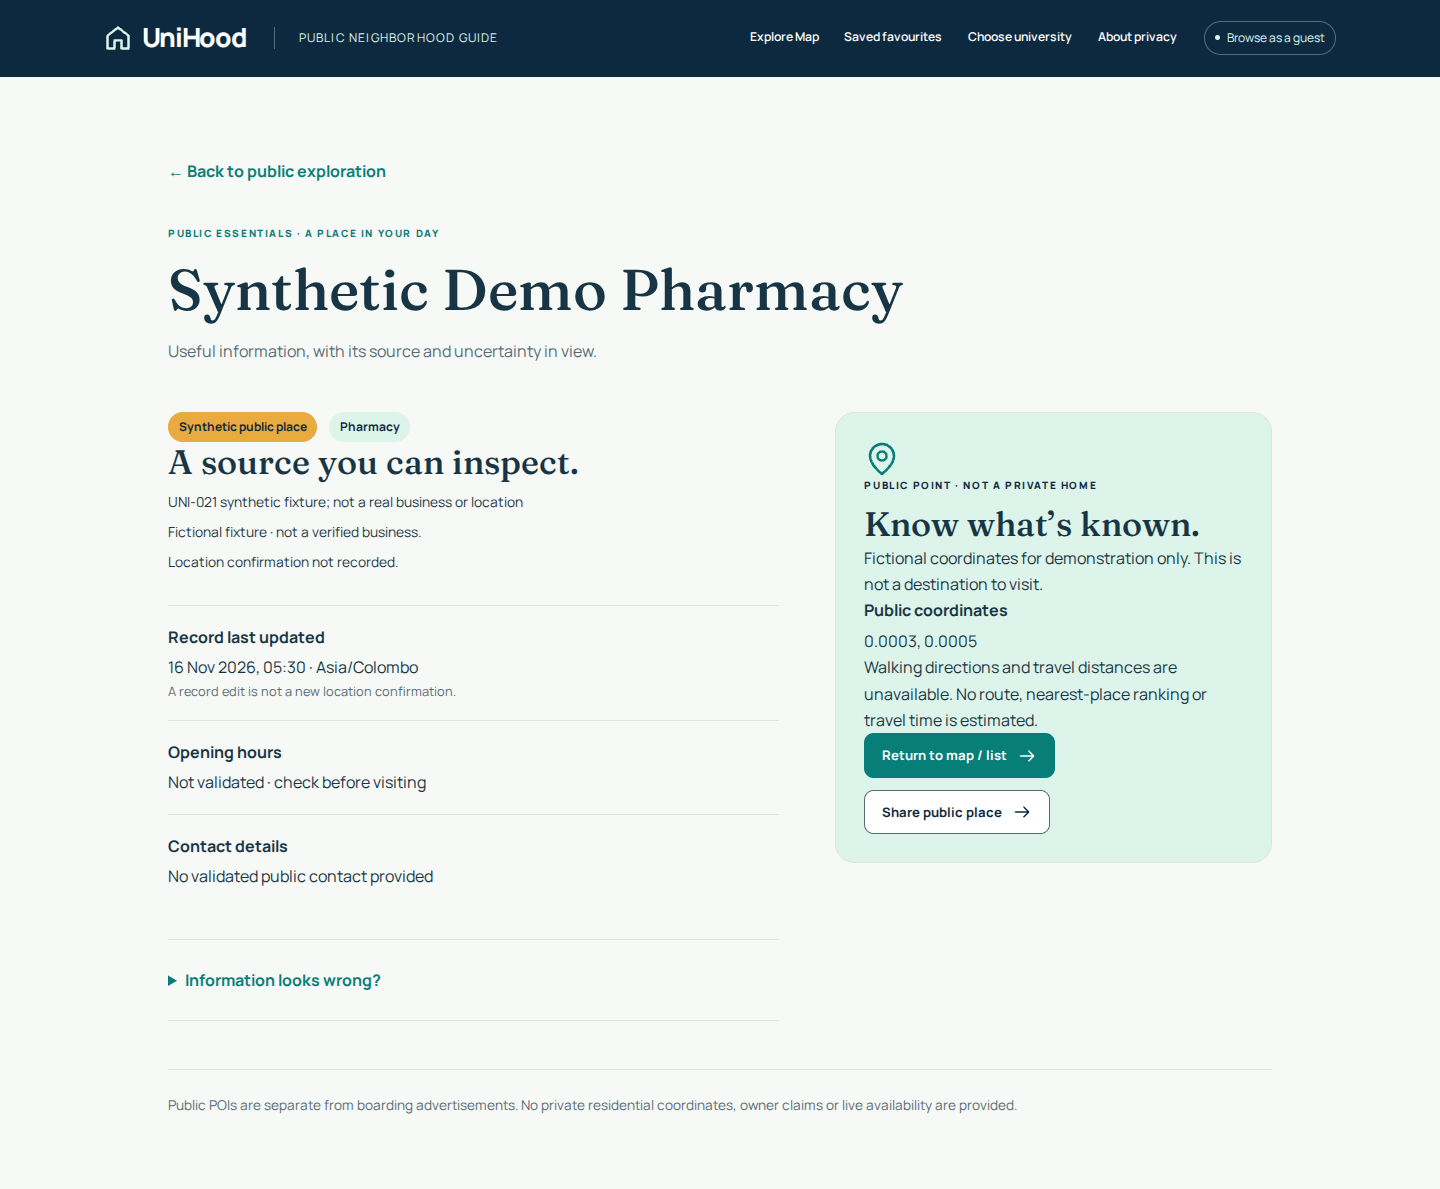 UniHood
PUBLIC NEIGHBORHOOD GUIDE
Explore Map
Saved favourites
Choose university
About privacy
Browse as a guest
← Back to public exploration
PUBLIC ESSENTIALS · A PLACE IN YOUR DAY
Synthetic Demo Pharmacy
Useful information, with its source and uncertainty in view.
Synthetic public place
Pharmacy
A source you can inspect.
UNI-021 synthetic fixture; not a real business or location
Fictional fixture · not a verified business.
Location confirmation not recorded.
Record last updated
16 Nov 2026, 05:30 · Asia/Colombo
A record edit is not a new location confirmation.
Opening hours
Not validated · check before visiting
Contact details
No validated public contact provided
Information looks wrong?
PUBLIC POINT · NOT A PRIVATE HOME
Know what’s known.
Fictional coordinates for demonstration only. This is
not a destination to visit.
Public coordinates
0.0003, 0.0005
Walking directions and travel distances are
unavailable. No route, nearest-place ranking or
travel time is estimated.
Return to map / list →
Share public place →
Public POIs are separate from boarding advertisements. No private residential coordinates, owner claims or live availability are provided.